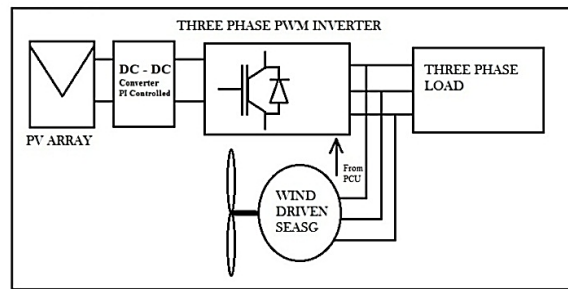 THREE PHASE PWM INVERTER
DC - DC
Converter
PI Controlled
PV ARRAY
THREE PHASE
LOAD
From
PCU
WIND
DRIVEN
SEASG